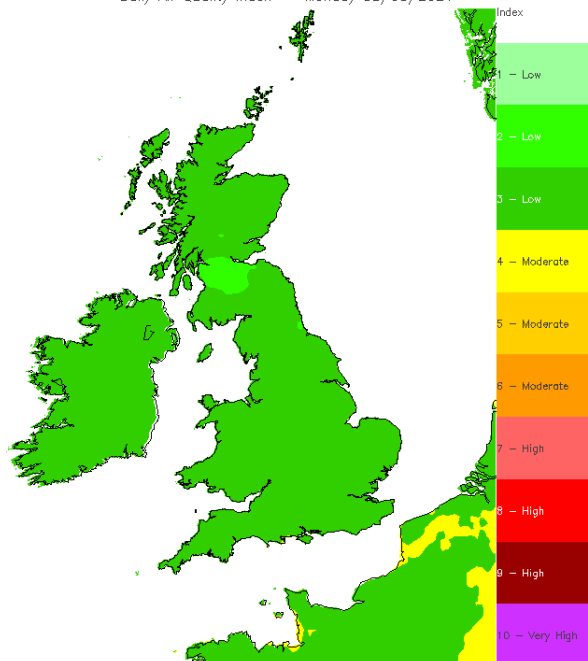 Index
1 - Low
2 - Low
3 - Low
4 - Moderate
5 - Moderate
6 - Moderate
7 - High
8 - High
9 - High
10 - Very High